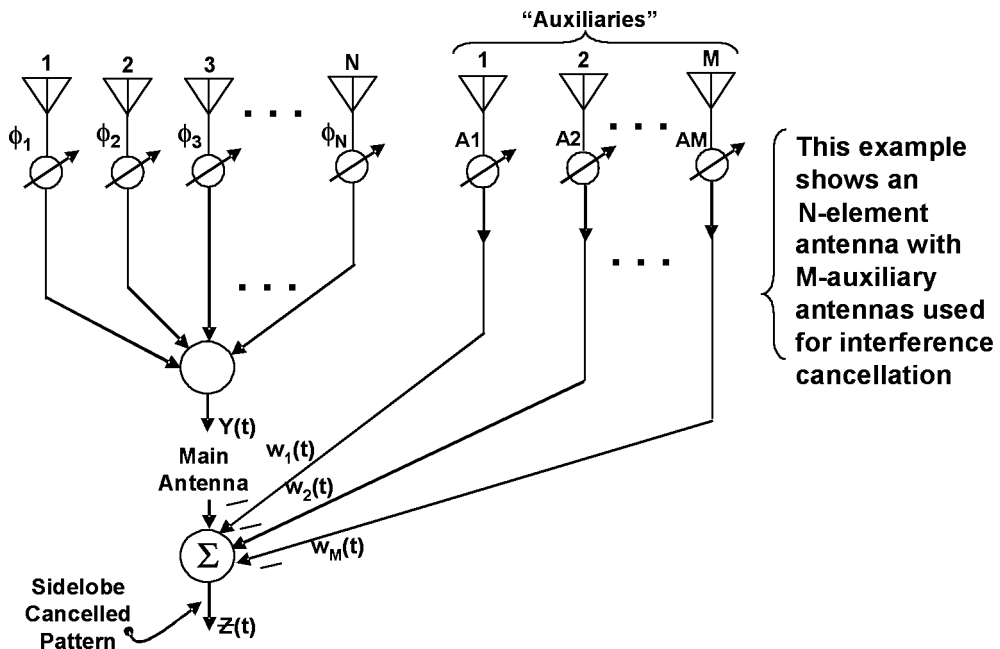 “Auxiliaries”
1 2 3 N 1 2 M
ϕ1 ϕ2 ϕ3 ϕN A1 A2 AM
This example
shows an
N-element
antenna with
M-auxiliary
antennas used
for interference
cancellation
Y(t)
Main
Antenna
w1(t)
w2(t)
wM(t)
Σ
Sidelobe
Cancelled
Pattern
Z(t)